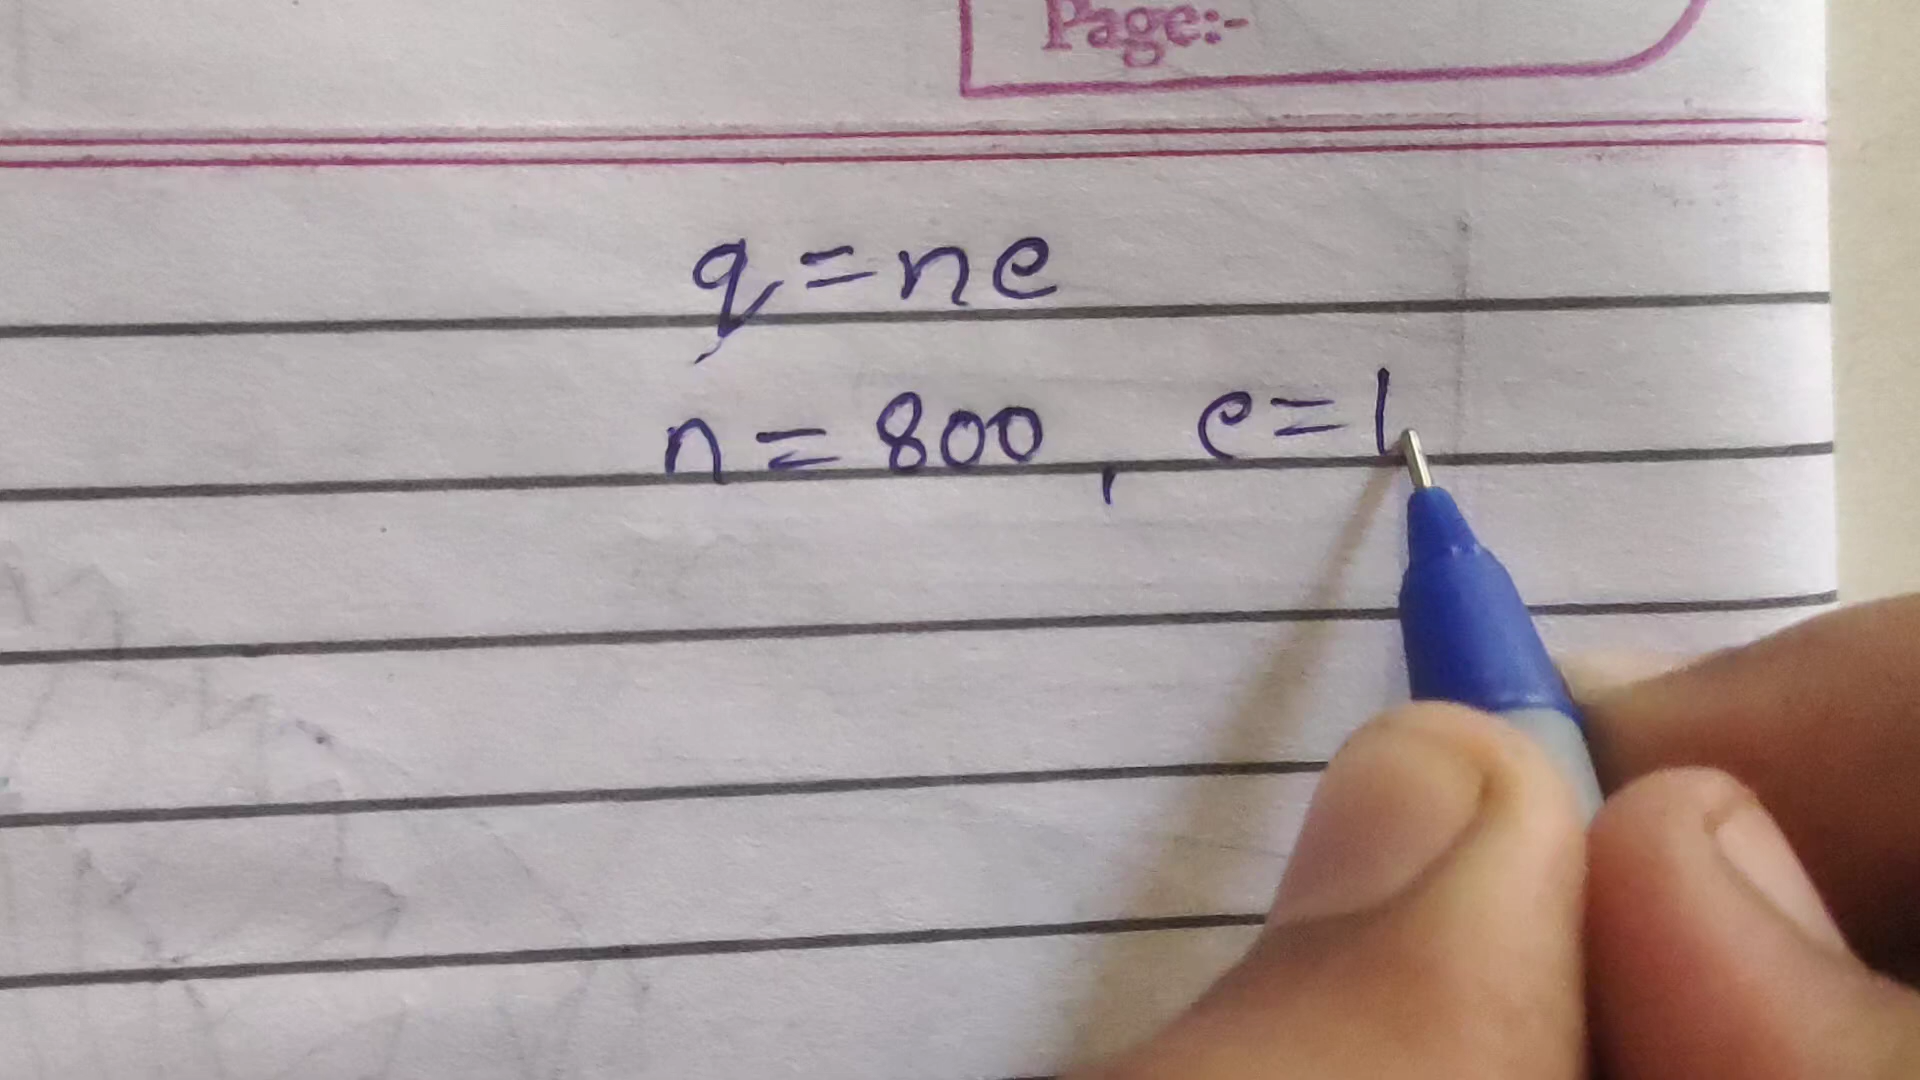 Page:-
q = ne
n = 800 , e = 1